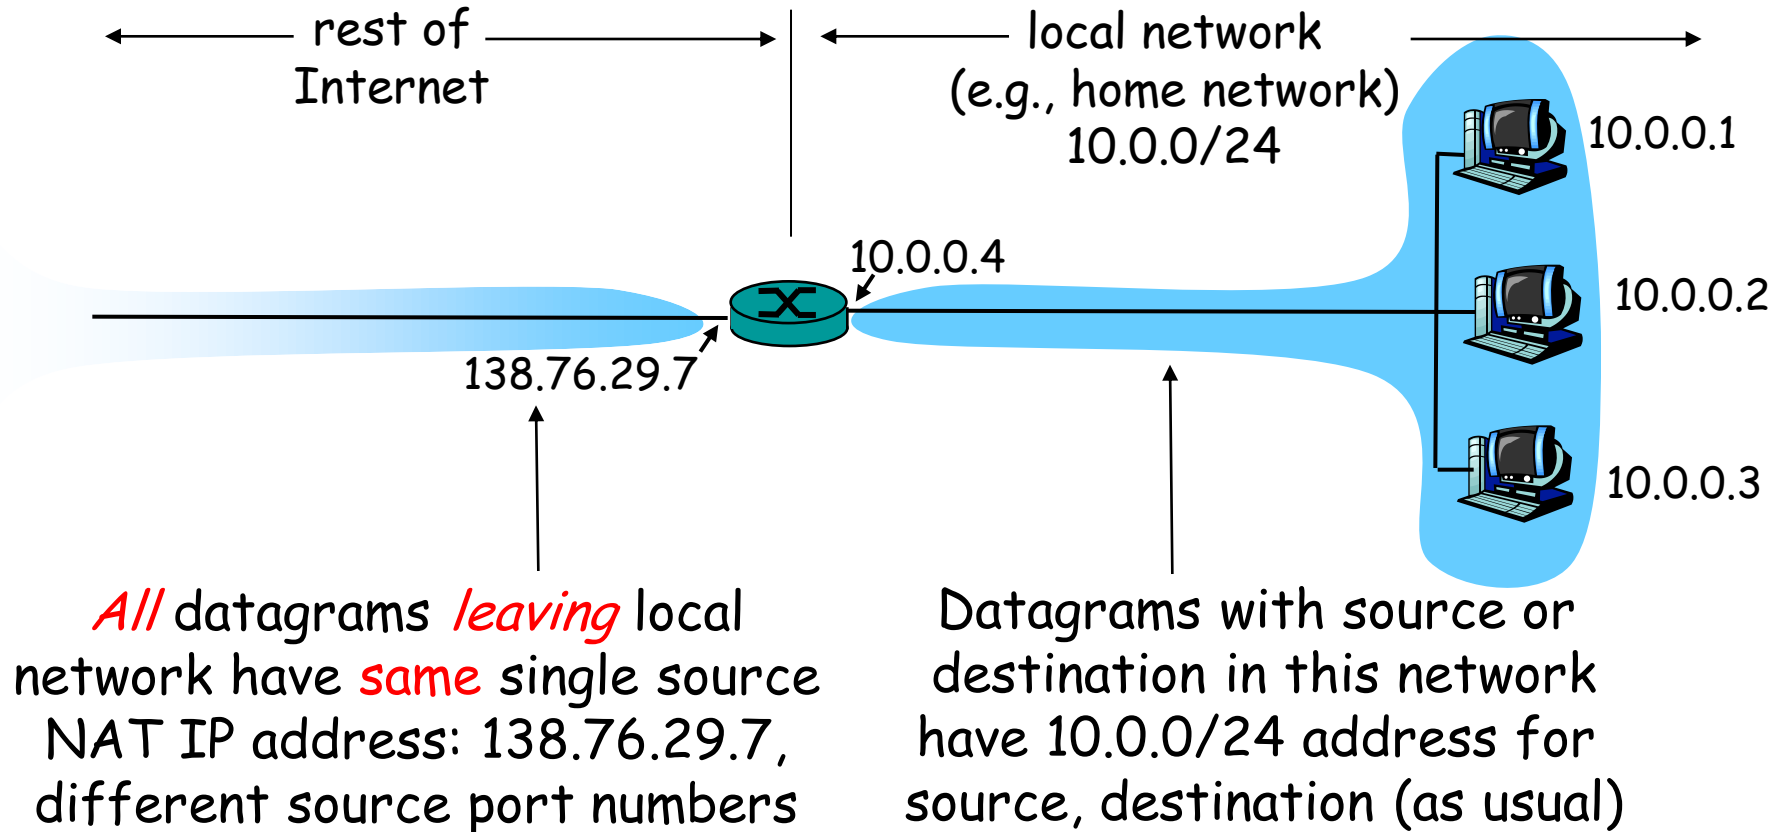 rest of
Internet
local network
(e.g., home network)
10.0.0/24
10.0.0.1
10.0.0.4
10.0.0.2
138.76.29.7
10.0.0.3
All datagrams leaving local
network have same single source
NAT IP address: 138.76.29.7,
different source port numbers
Datagrams with source or
destination in this network
have 10.0.0/24 address for
source, destination (as usual)